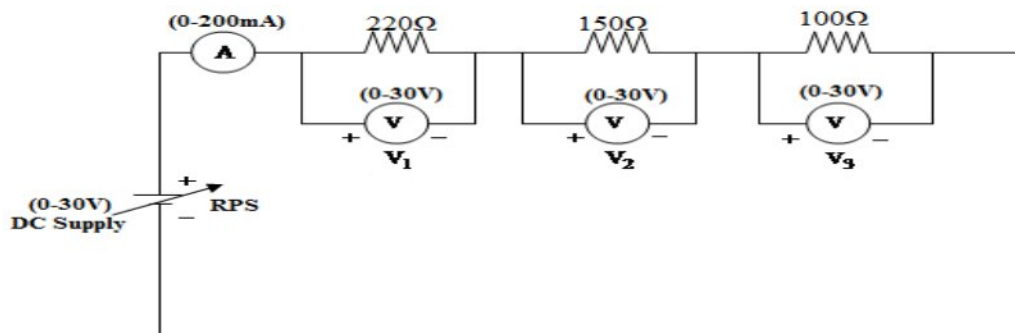 (0-200mA)
A
220Ω
150Ω
100Ω
(0-30V)
(0-30V)
(0-30V)
V
V
V
+
−
+
−
+
−
V1
V2
V3
+
(0-30V)
RPS
DC Supply
−